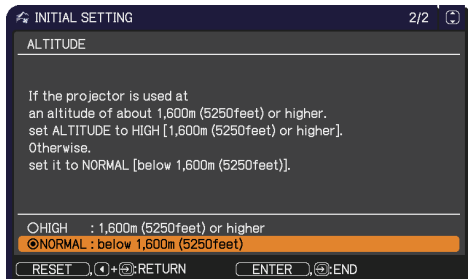 INITIAL SETTING 2/2
ALTITUDE
If the projector is used at
an altitude of about 1,600m (5250feet) or higher.
set ALTITUDE to HIGH [1,600m (5250feet) or higher].
Otherwise.
set it to NORMAL [below 1,600m (5250feet)].
HIGH : 1,600m (5250feet) or higher
NORMAL : below 1,600m (5250feet)
RESET , + :RETURN ENTER , :END